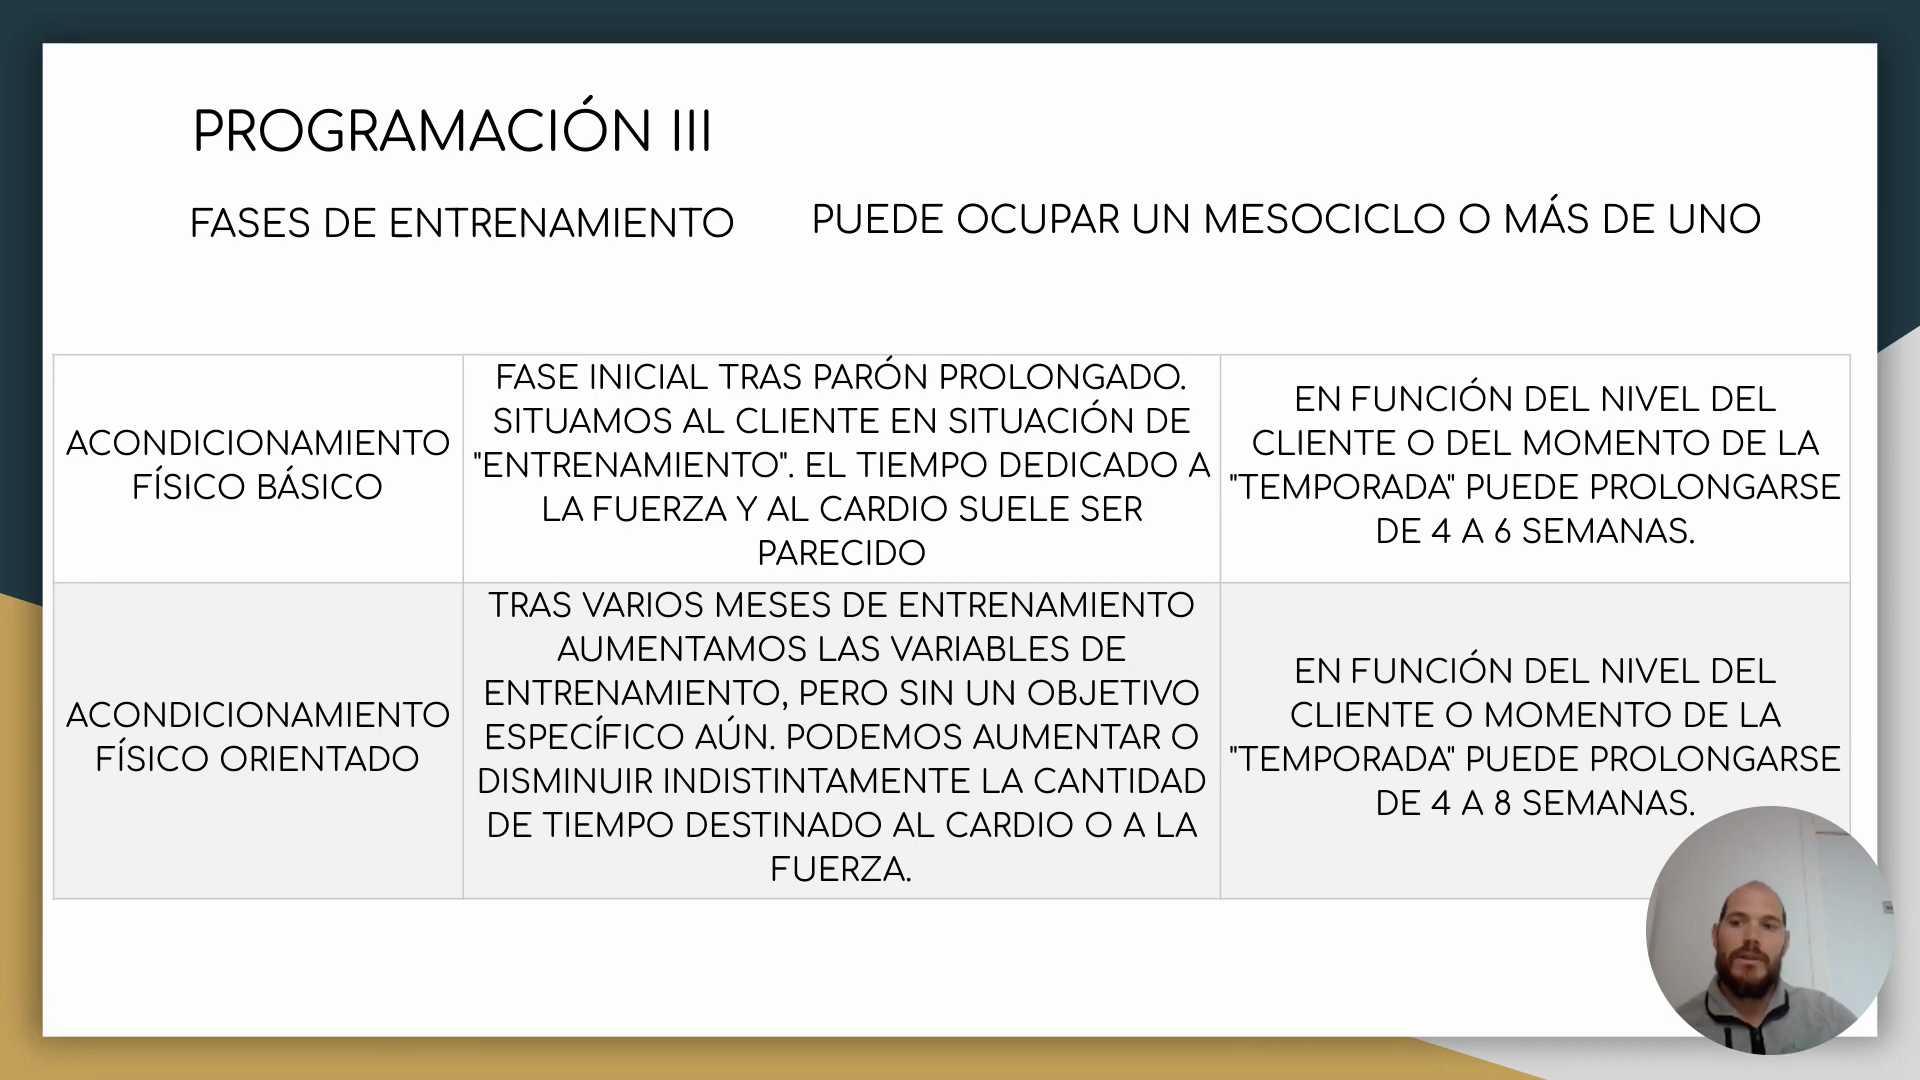 PROGRAMACIÓN III
FASES DE ENTRENAMIENTO
PUEDE OCUPAR UN MESOCICLO O MÁS DE UNO
ACONDICIONAMIENTO
FÍSICO BÁSICO
FASE INICIAL TRAS PARÓN PROLONGADO.
SITUAMOS AL CLIENTE EN SITUACIÓN DE
"ENTRENAMIENTO". EL TIEMPO DEDICADO A
LA FUERZA Y AL CARDIO SUELE SER
PARECIDO
EN FUNCIÓN DEL NIVEL DEL
CLIENTE O DEL MOMENTO DE LA
"TEMPORADA" PUEDE PROLONGARSE
DE 4 A 6 SEMANAS.
ACONDICIONAMIENTO
FÍSICO ORIENTADO
TRAS VARIOS MESES DE ENTRENAMIENTO
AUMENTAMOS LAS VARIABLES DE
ENTRENAMIENTO, PERO SIN UN OBJETIVO
ESPECÍFICO AÚN. PODEMOS AUMENTAR O
DISMINUIR INDISTINTAMENTE LA CANTIDAD
DE TIEMPO DESTINADO AL CARDIO O A LA
FUERZA.
EN FUNCIÓN DEL NIVEL DEL
CLIENTE O MOMENTO DE LA
"TEMPORADA" PUEDE PROLONGARSE
DE 4 A 8 SEMANAS.